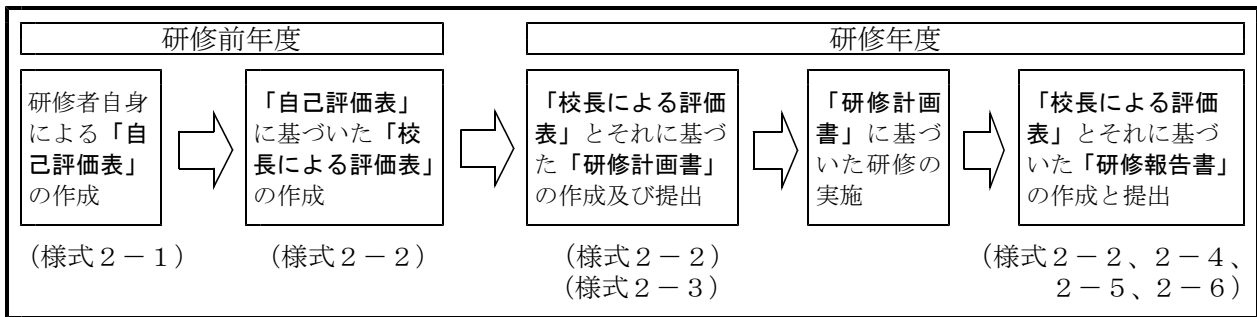 研修前年度
研修年度
研修者自身
による「自
己評価表」
の作成
「自己評価表」
に基づいた「校
長による評価表」
の作成
「校長による評価
表」とそれに基づ
た「研修計画書」
の作成及び提出
「研修計画
書」に基づ
いた研修の
実施
「校長による評価
表」とそれに基づ
いた「研修報告書」
の作成と提出
（様式２－１）
（様式２－２）
（様式２－２）
（様式２－３）
（様式２－２、２－４、
２－５、２－６）